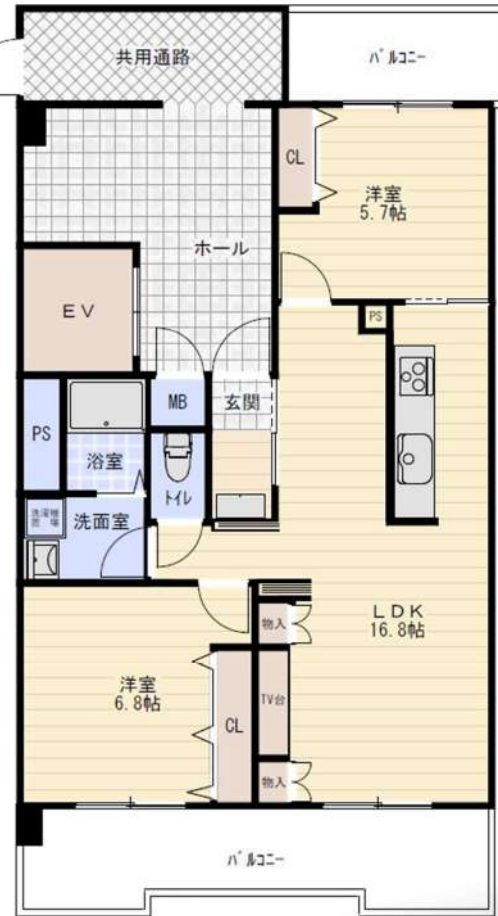 共用通路
バルコニー
CL
洋室
5.7帖
ホール
EV
PS
MB
玄関
PS
浴室
トイレ
洗濯機
置場
洗面室
LDK
16.8帖
物入
洋室
6.8帖
TV台
CL
物入
バルコニー